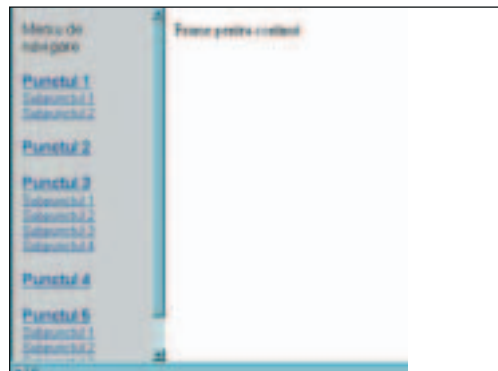 Meniu de
navigare
Punctul 1
Subpunctul 1
Subpunctul 2
Punctul 2
Punctul 3
Subpunctul 1
Subpunctul 2
Subpunctul 3
Subpunctul 4
Punctul 4
Punctul 5
Subpunctul 1
Subpunctul 2
Frame pentru continut